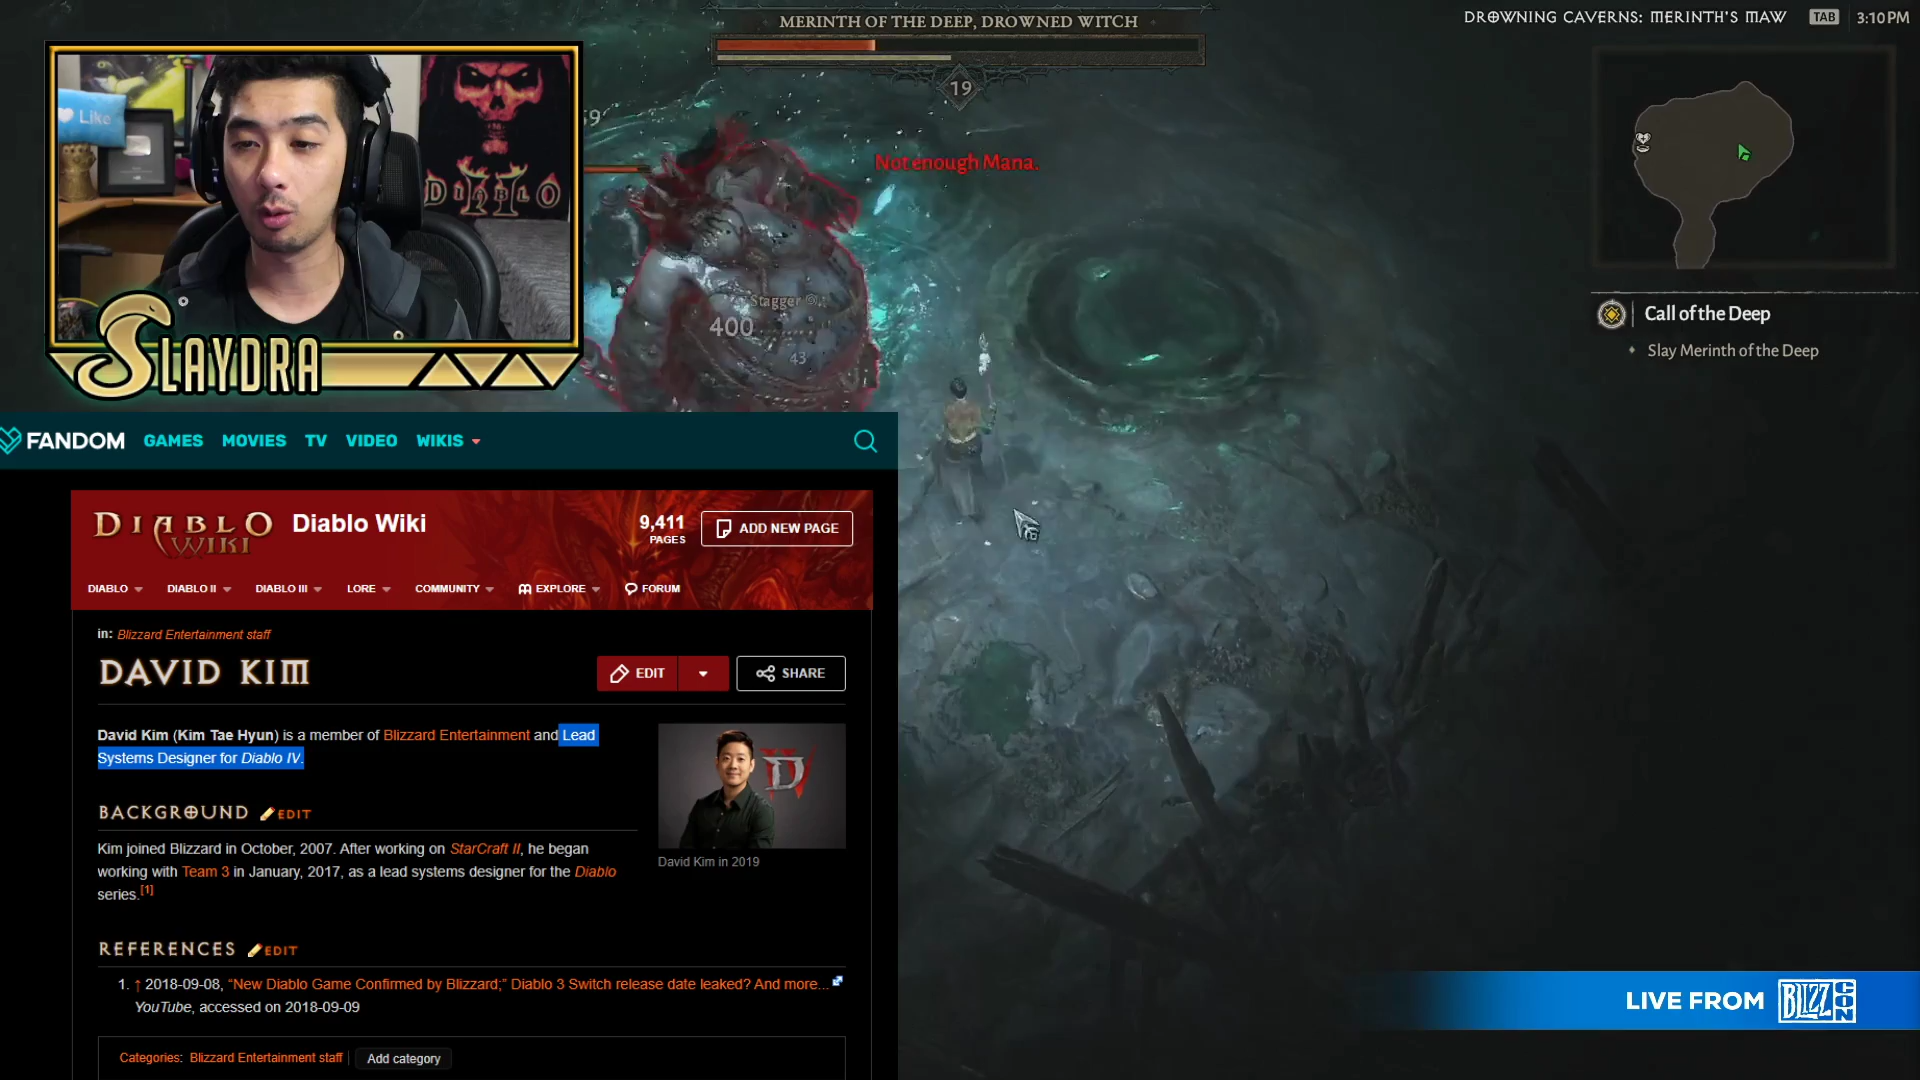 MERINTH OF THE DEEP, DROWNED WITCH
19
DROWNING CAVERNS: MERINTH'S MAW TAB 3:10 PM
Like
DIABLO
II
SLAYDRA
59
Not enough Mana.
Stagger
400
43
Call of the Deep
Slay Merinth of the Deep
FANDOM GAMES MOVIES TV VIDEO WIKIS
DIABLO
WIKI
Diablo Wiki
9,411
PAGES
ADD NEW PAGE
DIABLO DIABLO II DIABLO III LORE COMMUNITY EXPLORE FORUM
in: Blizzard Entertainment staff
DAVID KIM
EDIT SHARE
David Kim (Kim Tae Hyun) is a member of Blizzard Entertainment and Lead
Systems Designer for Diablo IV.
BACKGROUND EDIT
Kim joined Blizzard in October, 2007. After working on StarCraft II, he began
working with Team 3 in January, 2017, as a lead systems designer for the Diablo
series.[1]
D
IV
David Kim in 2019
REFERENCES EDIT
1. ↑ 2018-09-08, “New Diablo Game Confirmed by Blizzard;” Diablo 3 Switch release date leaked? And more...
YouTube, accessed on 2018-09-09
Categories: Blizzard Entertainment staff Add category
LIVE FROM BLIZZCON